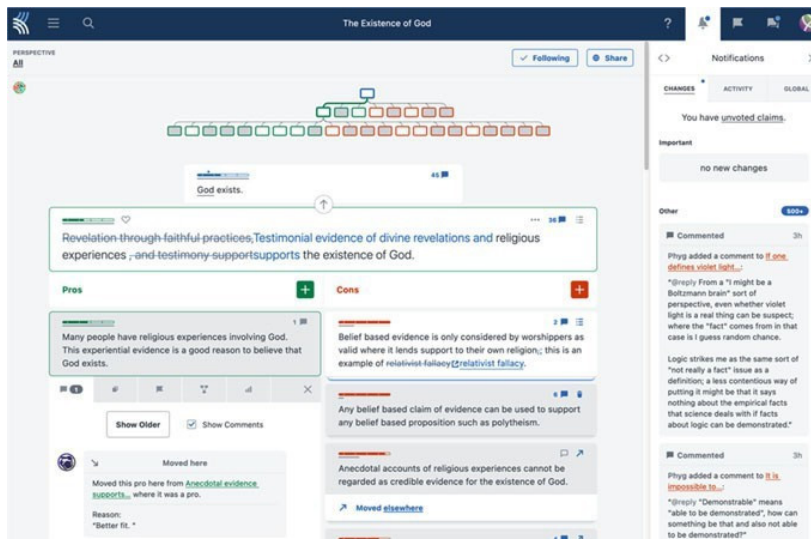 The Existence of God
?
PERSPECTIVE
All
Following
Share
45
God exists.
36
Revelation through faithful practices,Testimonial evidence of divine revelations and religious
experiences , and testimony supportsupports the existence of God.
Pros
Cons
1
Many people have religious experiences involving God.
This experiential evidence is a good reason to believe that
God exists.
1
Show Older
Show Comments
Moved here
Moved this pro here from Anecdotal evidence
supports... where it was a pro.
Reason:
"Better fit. "
2
Belief based evidence is only considered by worshippers as
valid where it lends support to their own religion,; this is an
example of relativist fallacyrelativist fallacy.
6
Any belief based claim of evidence can be used to support
any belief based proposition such as polytheism.
Anecdotal accounts of religious experiences cannot be
regarded as credible evidence for the existence of God.
Moved elsewhere
4
Notifications
CHANGES
ACTIVITY
GLOBAL
You have unvoted claims.
Important
no new changes
Other
500+
Commented
3h
Phyg added a comment to If one
defines violet light...:
"@reply From a "I might be a
Boltzmann brain" sort of
perspective, even whether violet
light is a real thing can be suspect;
where the "fact" comes from in that
case is I guess random chance.
Logic strikes me as the same sort of
"not really a fact" issue as a
definition; a less contentious way of
putting it might be that it says
nothing about the empirical facts
that science deals with if facts
about logic can be demonstrated."
Commented
3h
Phyg added a comment to It is
impossible to...:
"@reply "Demonstrable" means
"able to be demonstrated", how can
something be that and also not able
to be demonstrated?"